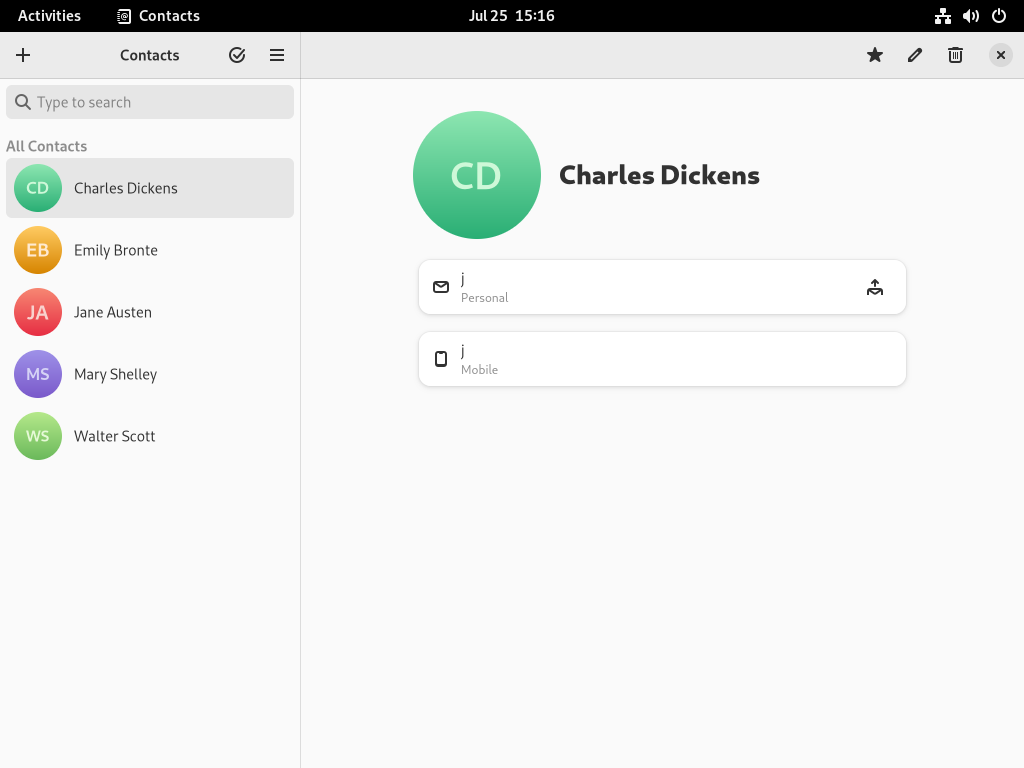 Activities
Contacts
Jul 25 15:16
Contacts
Type to search
All Contacts
CD
Charles Dickens
EB
Emily Bronte
JA
Jane Austen
MS
Mary Shelley
WS
Walter Scott
CD
Charles Dickens
j
Personal
j
Mobile